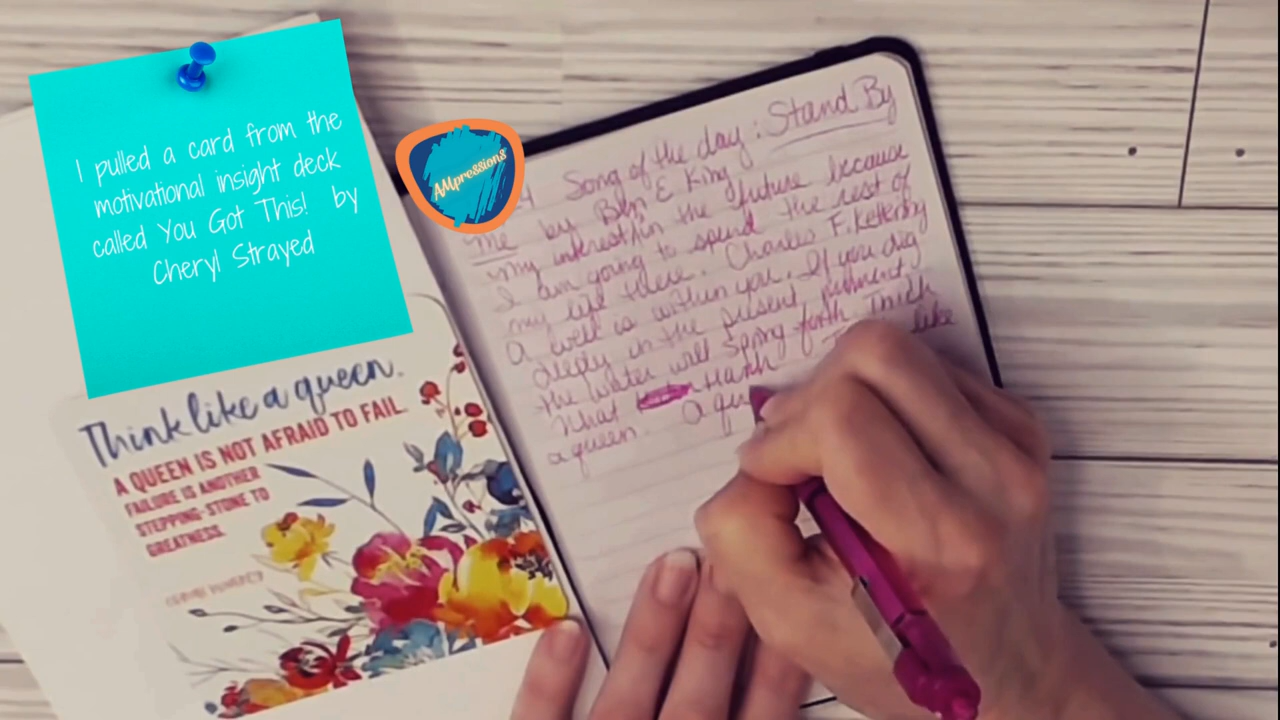 I pulled a card from the
motivational insight deck
called You Got This! by
Cheryl Strayed
AMpressions
Think like a queen.
A QUEEN IS NOT AFRAID TO FAIL.
FAILURE IS ANOTHER
STEPPING-STONE TO
GREATNESS.
Song of the day: Stand By
Me by Ben E King
My interest in the future because
I am going to spend the rest of
my life there. Charles F.
A well is within you. If you dig
deeply in the present moment,
the water will spring forth. Thich
Nhat Hanh like
a queen. A qu